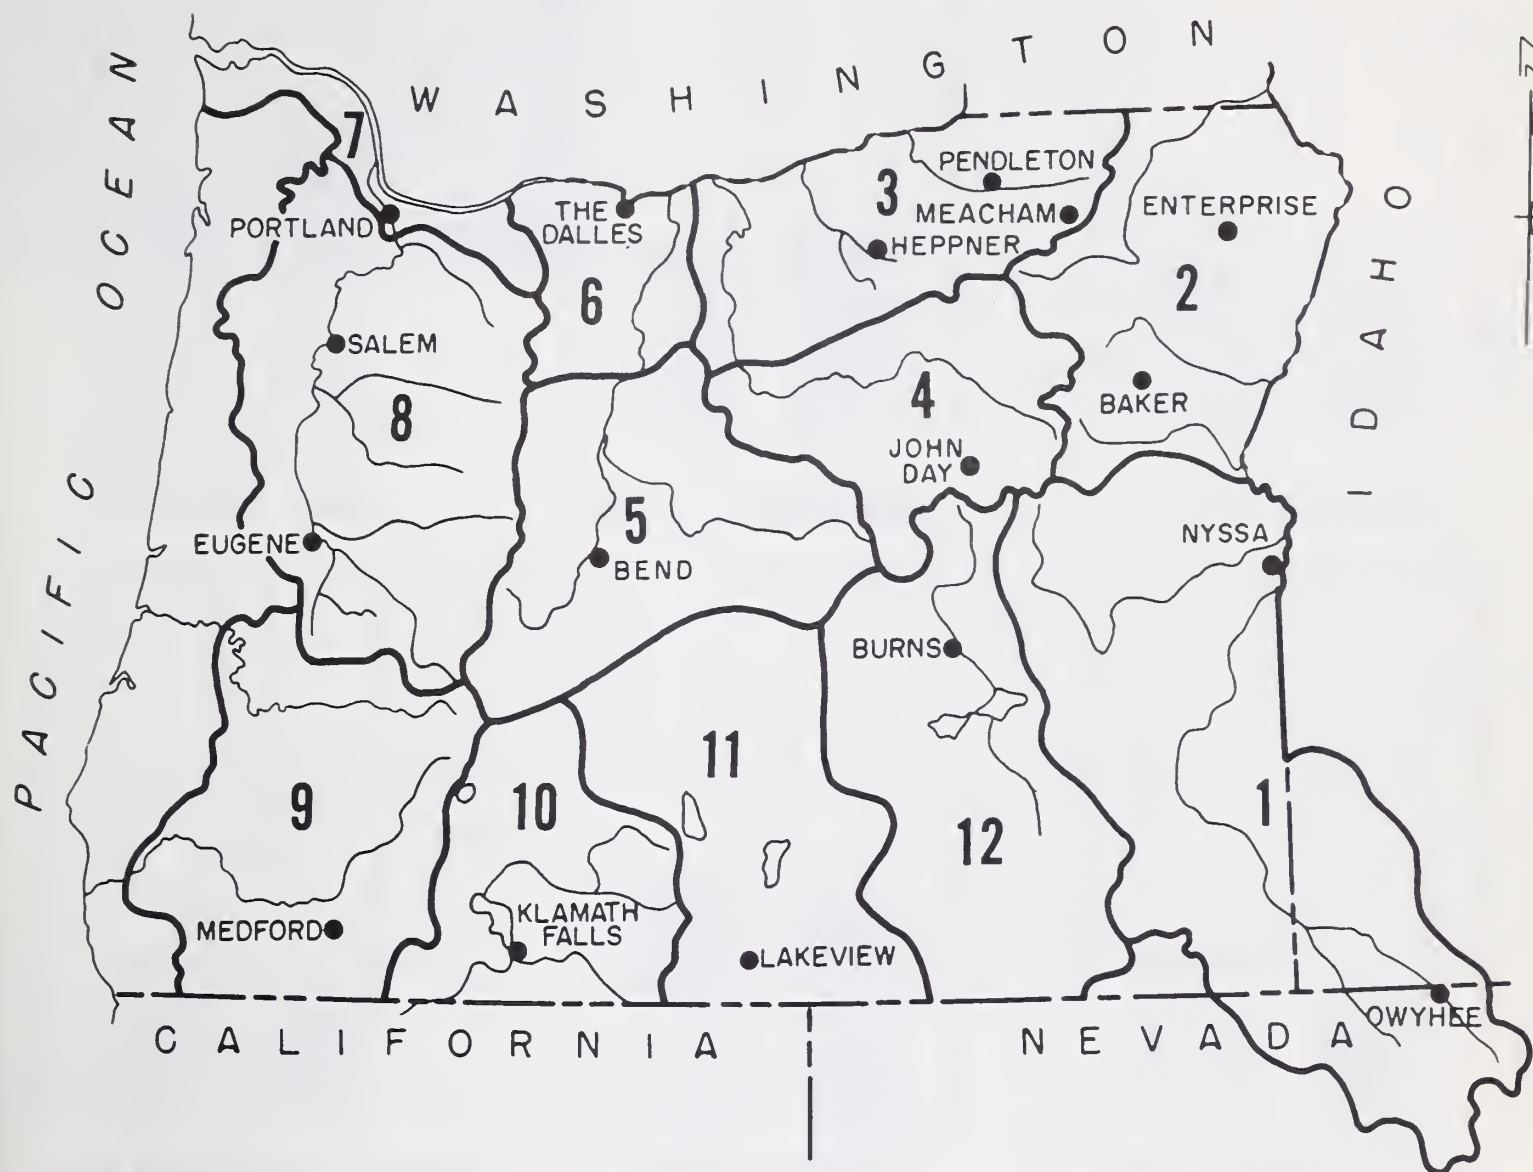 WASHINGTON
PACIFIC OCEAN
IDAHO
7
PORTLAND
THE
DALLES
6
3
PENDLETON
MEACHAM
HEPPNER
ENTERPRISE
2
SALEM
8
4
JOHN
DAY
BAKER
EUGENE
5
BEND
NYSSA
BURNS
9
10
11
12
1
MEDFORD
KLAMATH
FALLS
LAKEVIEW
OWYHEE
CALIFORNIA
NEVADA